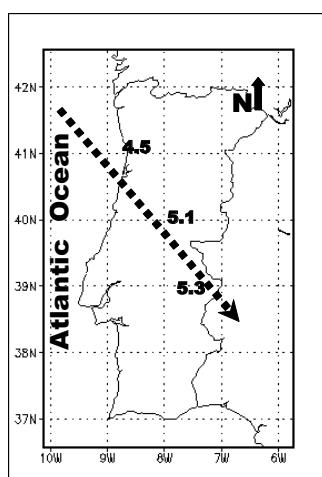 42N
N
41N
4.5
40N
5.1
39N
5.3
38N
37N
10W 9W 8W 7W 6W
Atlantic Ocean